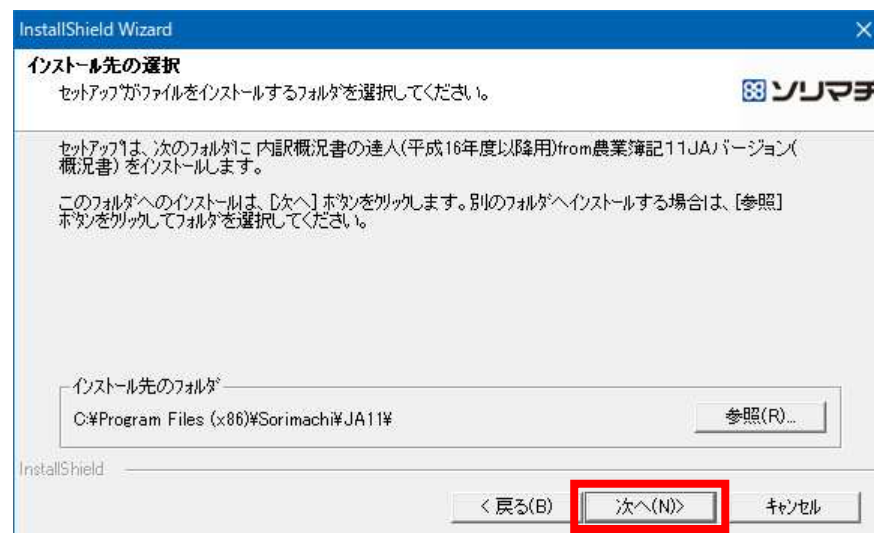 InstallShield Wizard
インストール先の選択
セットアップがファイルをインストールするフォルダを選択してください。
ソリマチ
セットアップは、次のフォルダに 内訳概況書の達人(平成16年度以降用)from農業簿記11JAバージョン(
概況書) をインストールします。
このフォルダへのインストールは、[次へ] ボタンをクリックします。別のフォルダへインストールする場合は、[参照]
ボタンをクリックしてフォルダを選択してください。
インストール先のフォルダ
C:¥Program Files (x86)¥Sorimachi¥JA11¥
参照(R)...
InstallShield
< 戻る(B)
次へ(N)>
キャンセル